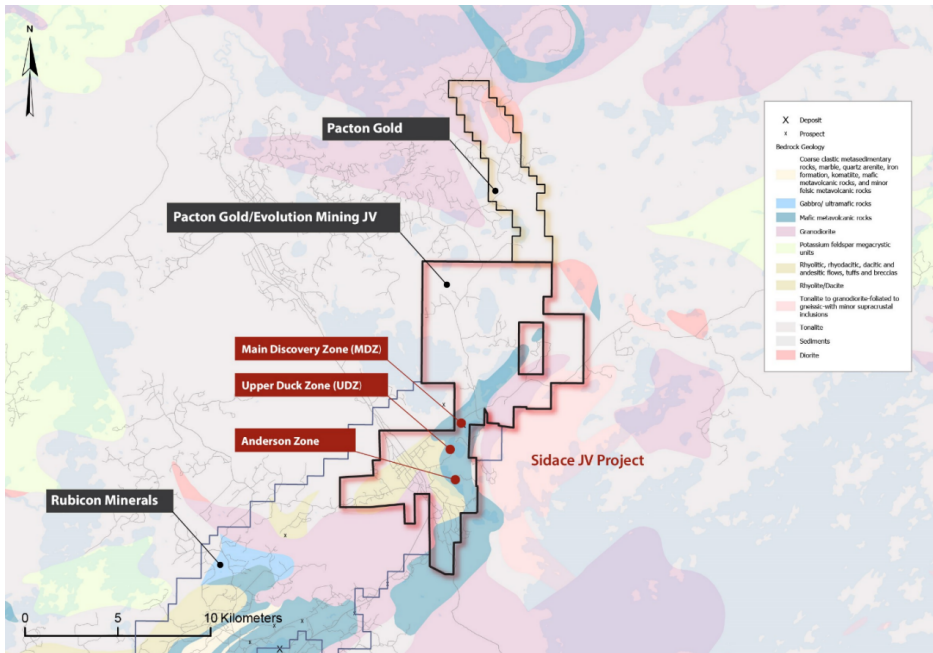 N
Pacton Gold
Pacton Gold/Evolution Mining JV
Main Discovery Zone (MDZ)
Upper Duck Zone (UDZ)
Anderson Zone
Sidace JV Project
Rubicon Minerals
0 5 10 Kilometers
X Deposit
x Prospect
Bedrock Geology
Coarse clastic metasedimentary
rocks, marble, quartz arenite, iron
formation, komatiite, mafic
metavolcanic rocks, and minor
felsic metavolcanic rocks
Gabbro/ ultramafic rocks
Mafic metavolcanic rocks
Granodiorite
Potassium feldspar megacrystic
units
Rhyolitic, rhyodacitic, dacitic and
andesitic flows, tuffs and breccias
Rhyolite/Dacite
Tonalite to granodiorite-foliated to
gneissic-with minor supracrustal
inclusions
Tonalite
Sediments
Diorite